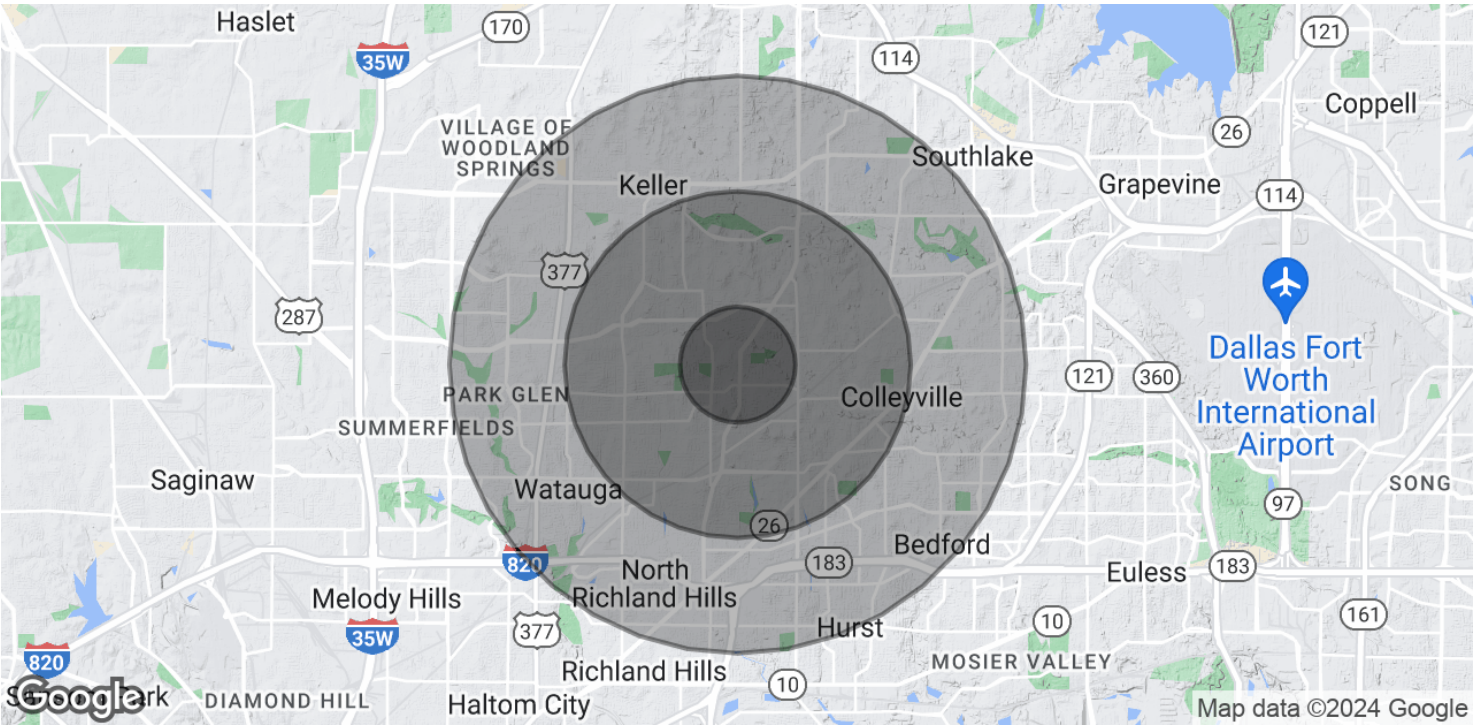 Haslet
170
121
35W
114
Coppell
26
VILLAGE OF
WOODLAND
SPRINGS
Southlake
Keller
Grapevine
114
377
287
Dallas Fort
Worth
International
Airport
121
360
PARK GLEN
Colleyville
SUMMERFIELDS
Saginaw
Watauga
SONG
97
26
Bedford
820
183
North
Richland Hills
Euless
183
Melody Hills
35W
377
Hurst
10
161
820
Richland Hills
MOSIER VALLEY
10
Google
DIAMOND HILL
Haltom City
Map data ©2024 Google